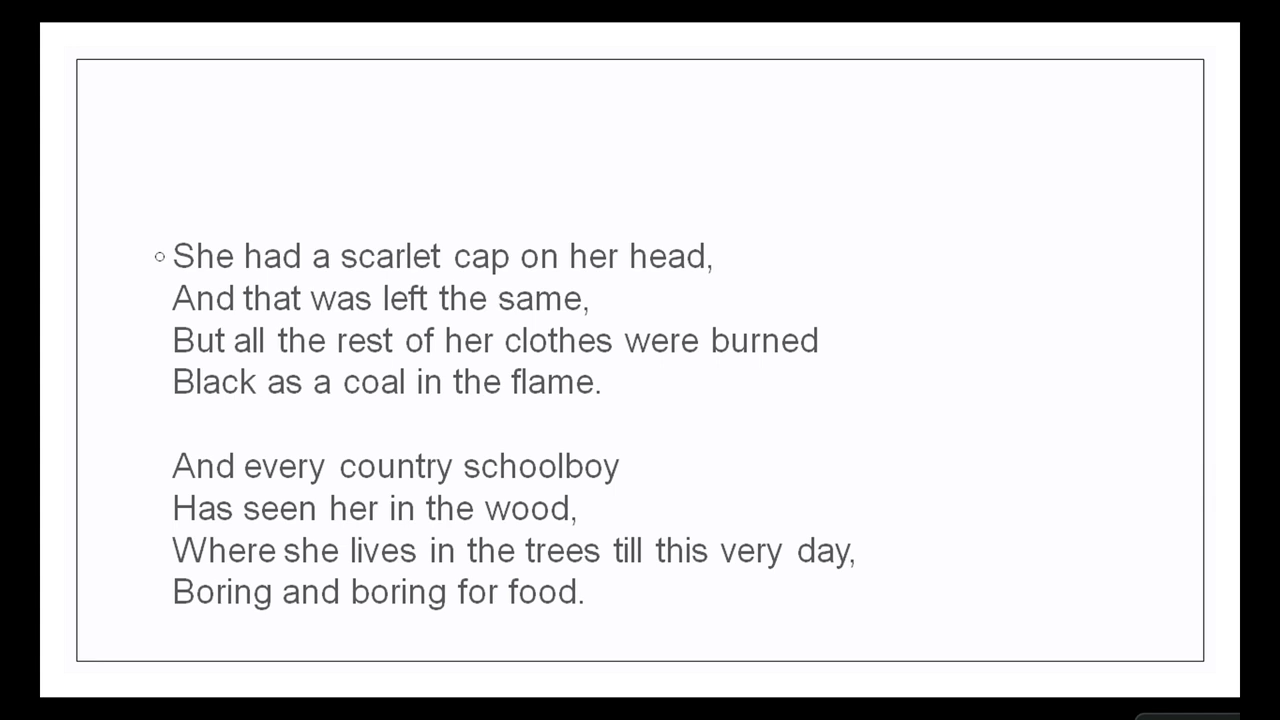 She had a scarlet cap on her head,
And that was left the same,
But all the rest of her clothes were burned
Black as a coal in the flame.
And every country schoolboy
Has seen her in the wood,
Where she lives in the trees till this very day,
Boring and boring for food.